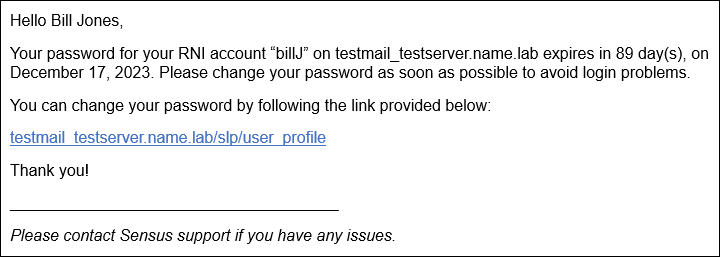 Hello Bill Jones,
Your password for your RNI account “billJ” on testmail_testserver.name.lab expires in 89 day(s), on
December 17, 2023. Please change your password as soon as possible to avoid login problems.
You can change your password by following the link provided below:
testmail_testserver.name.lab/slp/user_profile
Thank you!
Please contact Sensus support if you have any issues.